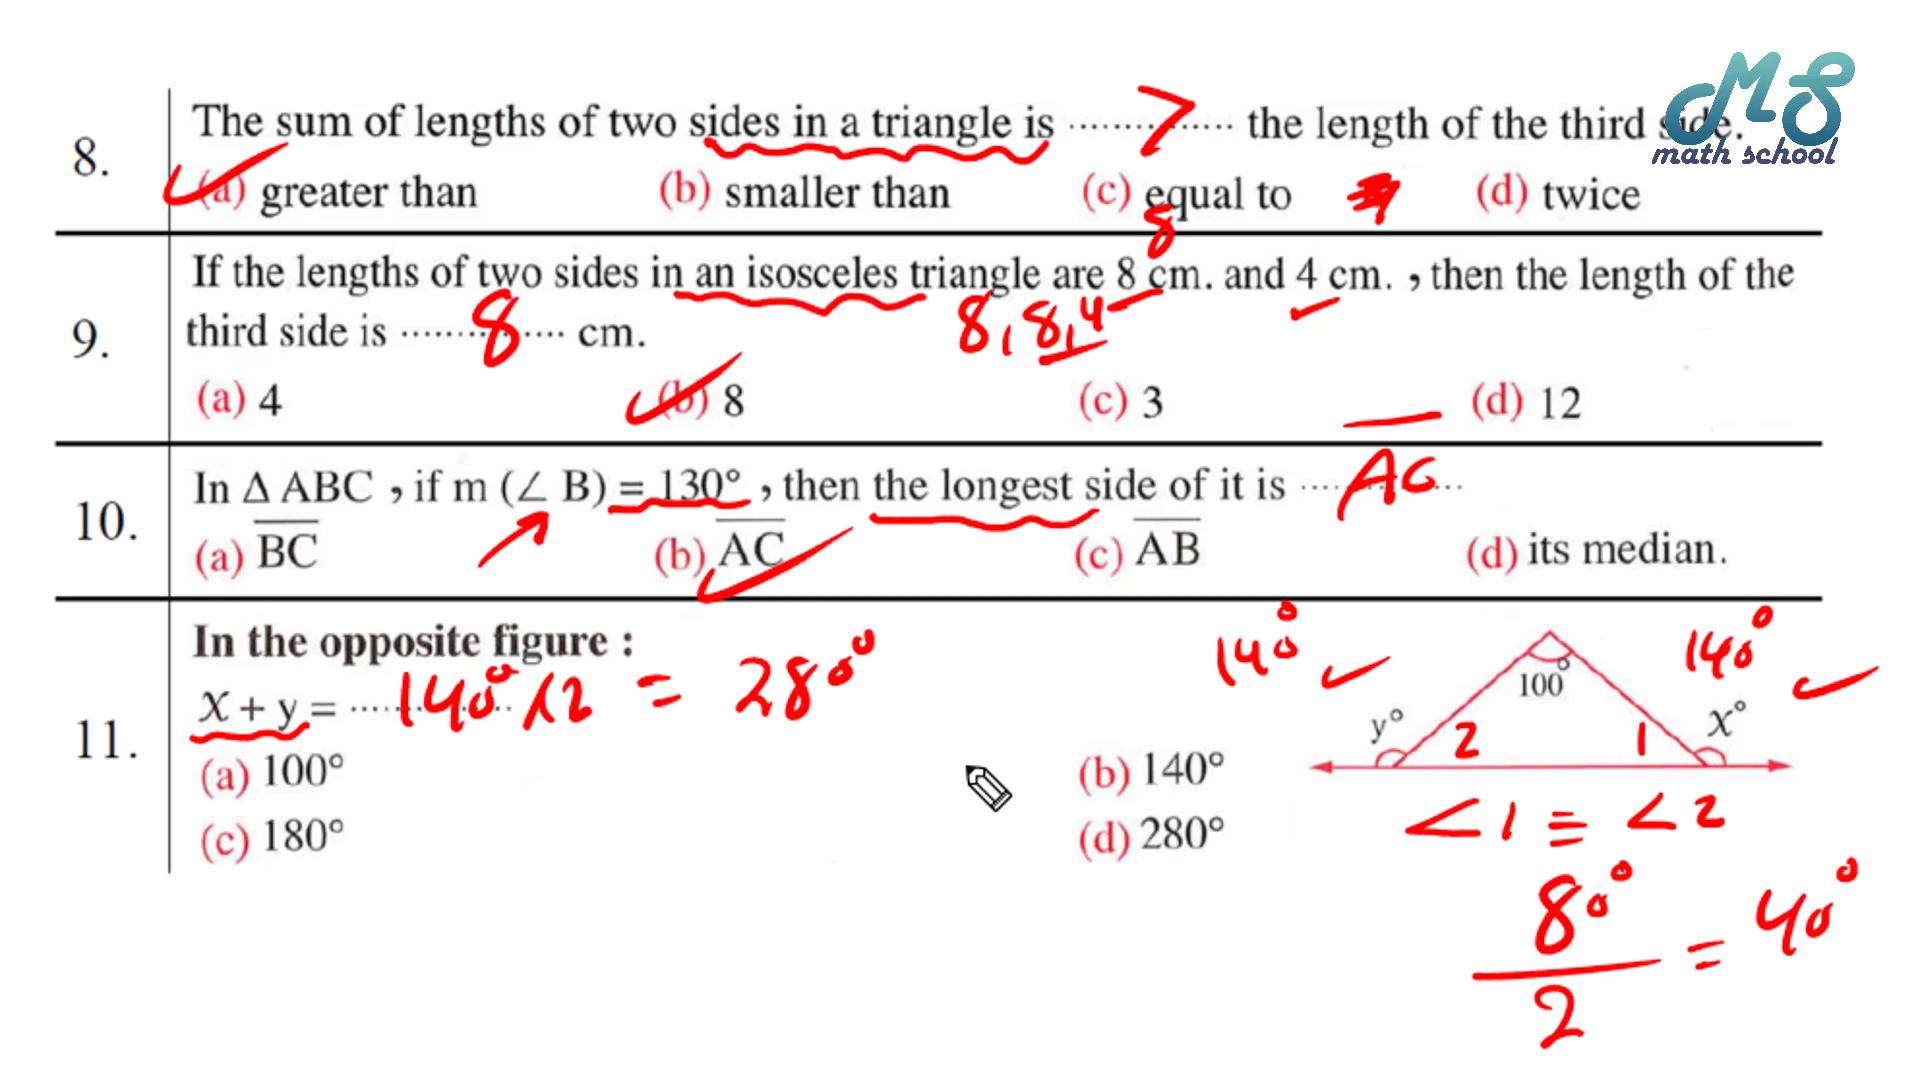 MS
math school
8. The sum of lengths of two sides in a triangle is ............... > the length of the third side.
(a) greater than (b) smaller than (c) equal to (d) twice
8
9. If the lengths of two sides in an isosceles triangle are 8 cm. and 4 cm. , then the length of the
third side is ......... 8 ...... cm. 8, 8, 4
(a) 4 (b) 8 (c) 3 (d) 12
10. In Δ ABC , if m (∠ B) = 130° , then the longest side of it is .... AC ....
(a) BC (b) AC (c) AB (d) its median.
11. In the opposite figure :
x + y = ........ 140° x2 = 280°
(a) 100° (b) 140°
(c) 180° (d) 280°
140° 140°
100°
y° x°
2 1
<1 = <2
80°
2
= 40°